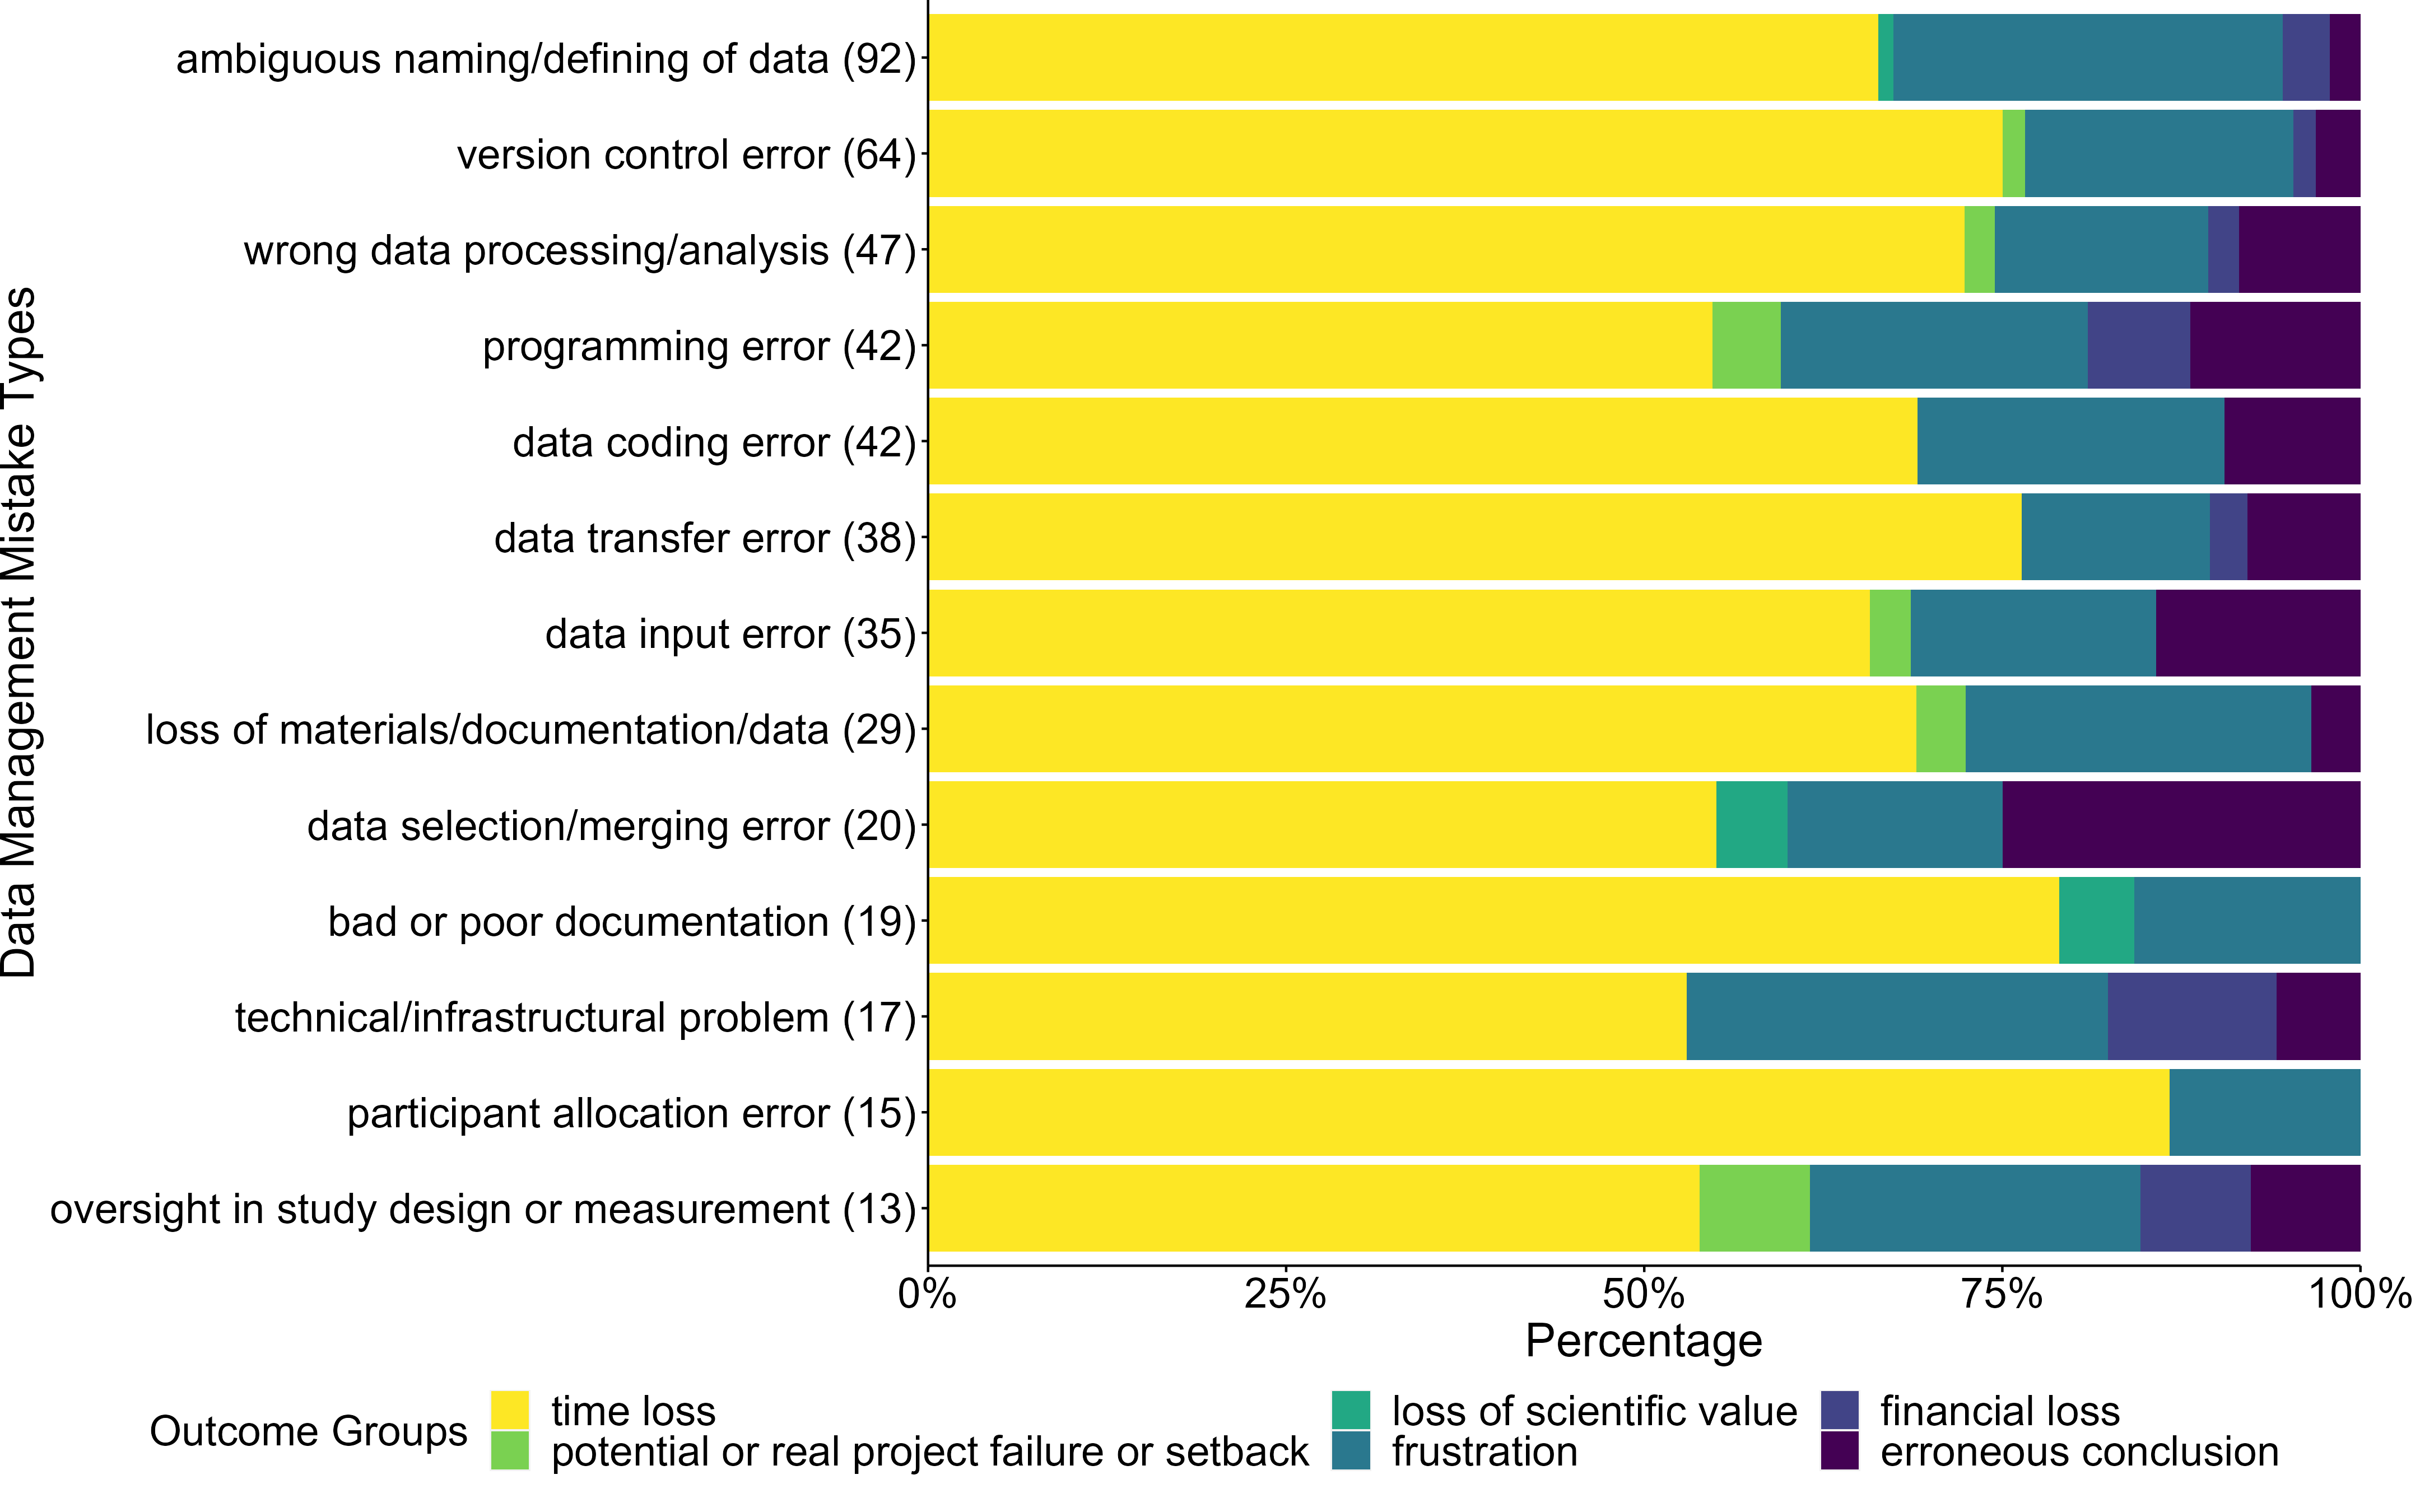 Data Management Mistake Types
ambiguous naming/defining of data (92)
version control error (64)
wrong data processing/analysis (47)
programming error (42)
data coding error (42)
data transfer error (38)
data input error (35)
loss of materials/documentation/data (29)
data selection/merging error (20)
bad or poor documentation (19)
technical/infrastructural problem (17)
participant allocation error (15)
oversight in study design or measurement (13)
0% 25% 50% 75% 100%
Percentage
Outcome Groups
time loss
potential or real project failure or setback
loss of scientific value
frustration
financial loss
erroneous conclusion